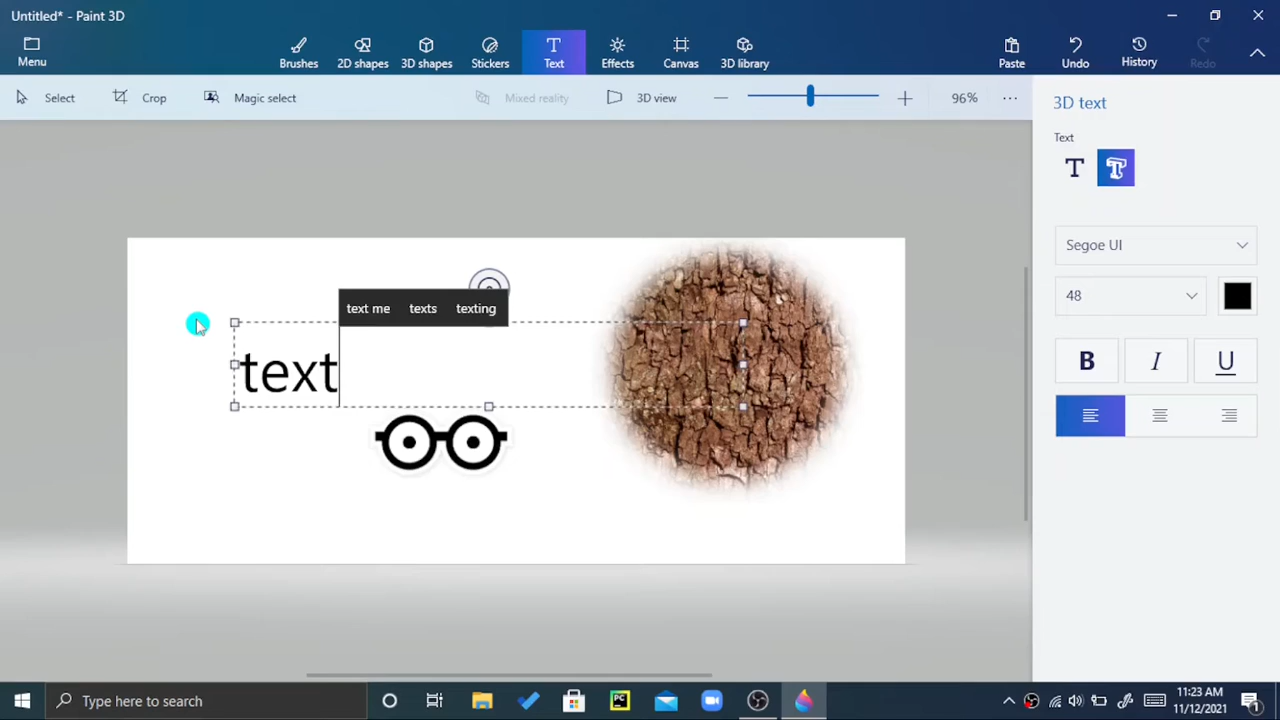 Untitled* - Paint 3D
Menu
Brushes
2D shapes
3D shapes
Stickers
Text
Effects
Canvas
3D library
Paste
Undo
History
Redo
Select
Crop
Magic select
Mixed reality
3D view
96%
3D text
Text
Segoe UI
48
B I U
text me texts texting
text
Type here to search
PC
11:23 AM
11/12/2021
1